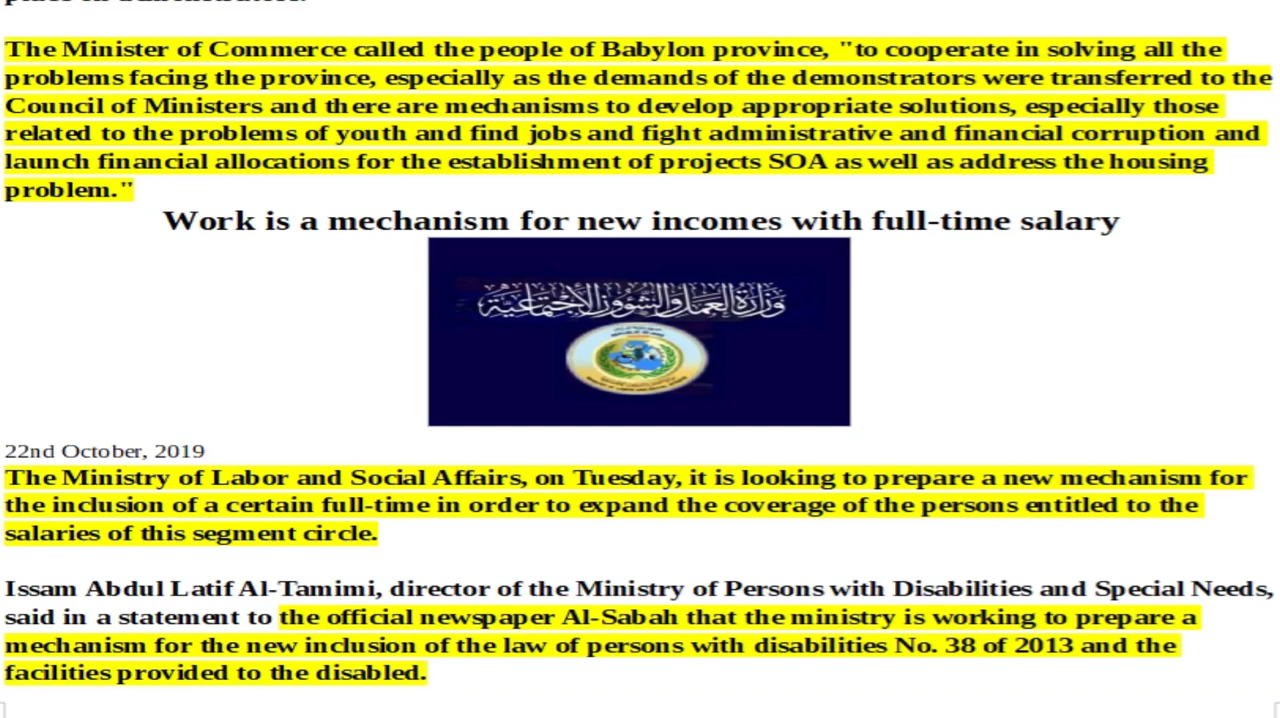 The Minister of Commerce called the people of Babylon province, "to cooperate in solving all the
problems facing the province, especially as the demands of the demonstrators were transferred to the
Council of Ministers and there are mechanisms to develop appropriate solutions, especially those
related to the problems of youth and find jobs and fight administrative and financial corruption and
launch financial allocations for the establishment of projects SOA as well as address the housing
problem."
Work is a mechanism for new incomes with full-time salary
وزارة العمل والشؤون الاجتماعية
22nd October, 2019
The Ministry of Labor and Social Affairs, on Tuesday, it is looking to prepare a new mechanism for
the inclusion of a certain full-time in order to expand the coverage of the persons entitled to the
salaries of this segment circle.
Issam Abdul Latif Al-Tamimi, director of the Ministry of Persons with Disabilities and Special Needs,
said in a statement to the official newspaper Al-Sabah that the ministry is working to prepare a
mechanism for the new inclusion of the law of persons with disabilities No. 38 of 2013 and the
facilities provided to the disabled.